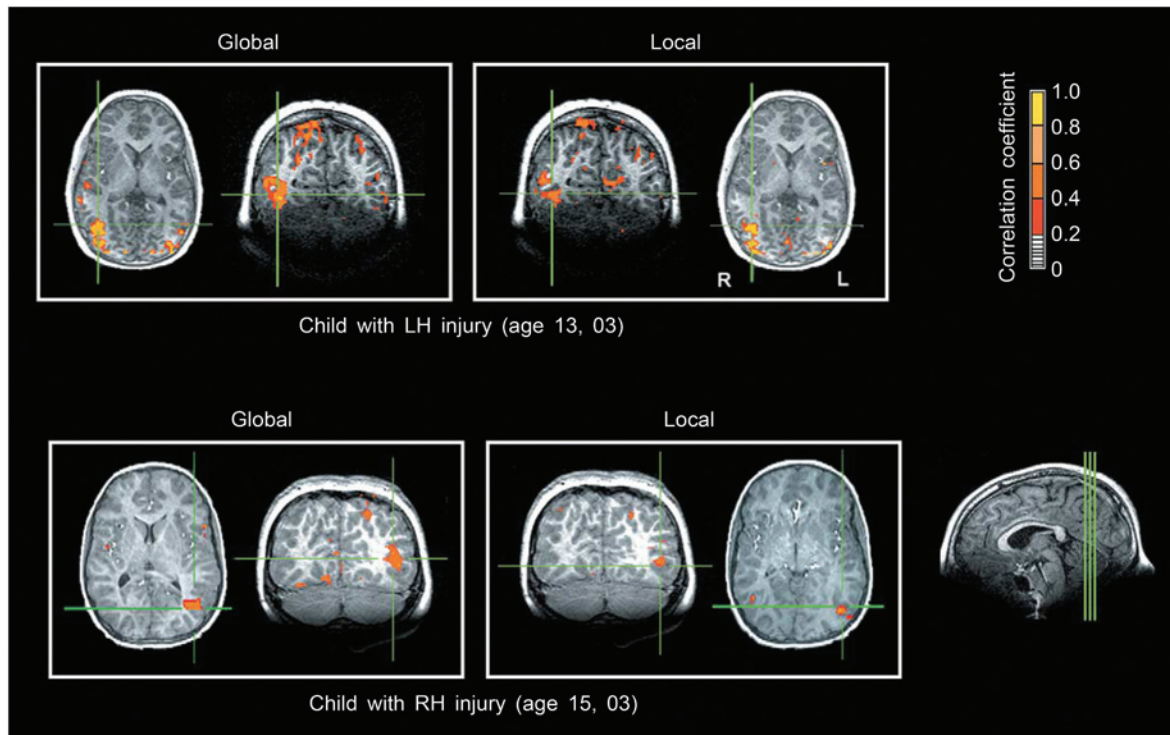 Global
Local
R
L
Child with LH injury (age 13, 03)
Correlation coefficient
1.0
0.8
0.6
0.4
0.2
0
Global
Local
Child with RH injury (age 15, 03)